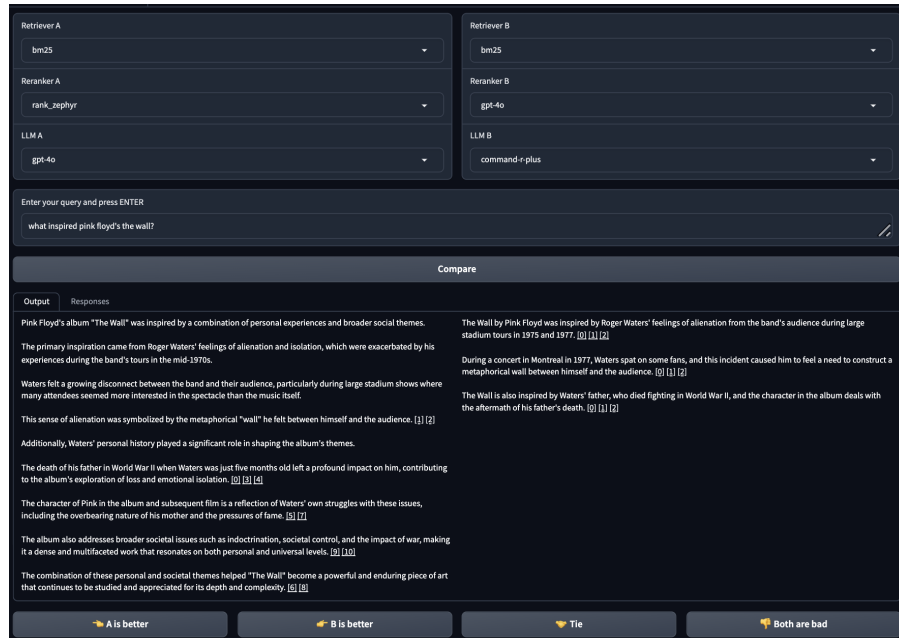 Retriever A
bm25
Reranker A
rank_zephyr
LLM A
gpt-4o
Retriever B
bm25
Reranker B
gpt-4o
LLM B
command-r-plus
Enter your query and press ENTER
what inspired pink floyd's the wall?
Compare
Output Responses
Pink Floyd's album "The Wall" was inspired by a combination of personal experiences and broader social themes.
The primary inspiration came from Roger Waters' feelings of alienation and isolation, which were exacerbated by his
experiences during the band's tours in the mid-1970s.
Waters felt a growing disconnect between the band and their audience, particularly during large stadium shows where
many attendees seemed more interested in the spectacle than the music itself.
This sense of alienation was symbolized by the metaphorical "wall" he felt between himself and the audience. [1] [2]
Additionally, Waters' personal history played a significant role in shaping the album's themes.
The death of his father in World War II when Waters was just five months old left a profound impact on him, contributing
to the album's exploration of loss and emotional isolation. [0] [3] [4]
The character of Pink in the album and subsequent film is a reflection of Waters' own struggles with these issues,
including the overbearing nature of his mother and the pressures of fame. [5] [7]
The album also addresses broader societal issues such as indoctrination, societal control, and the impact of war, making
it a dense and multifaceted work that resonates on both personal and universal levels. [9] [10]
The combination of these personal and societal themes helped "The Wall" become a powerful and enduring piece of art
that continues to be studied and appreciated for its depth and complexity. [6] [8]
The Wall by Pink Floyd was inspired by Roger Waters' feelings of alienation from the band's audience during large
stadium tours in 1975 and 1977. [0] [1] [2]
During a concert in Montreal in 1977, Waters spat on some fans, and this incident caused him to feel a need to construct a
metaphorical wall between himself and the audience. [0] [1] [2]
The Wall is also inspired by Waters' father, who died fighting in World War II, and the character in the album deals with
the aftermath of his father's death. [0] [1] [2]
👈 A is better
👉 B is better
🤝 Tie
👎 Both are bad